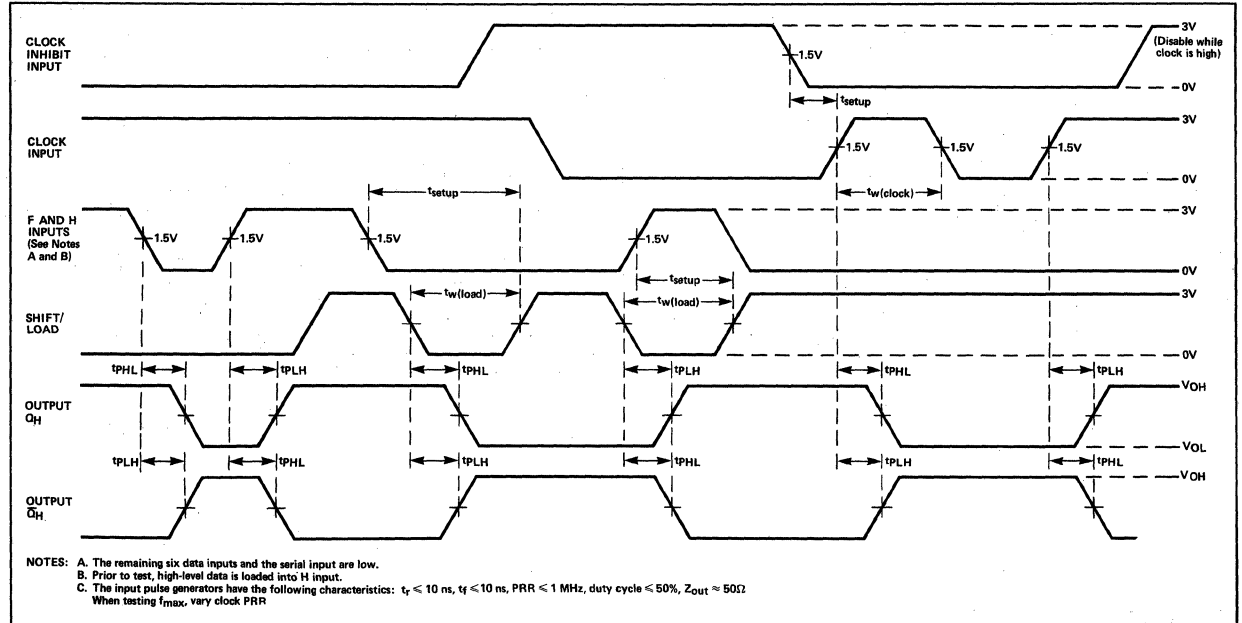 CLOCK
INHIBIT
INPUT
3V
(Disable while
clock is high)
1.5V
0V
tsetup
3V
CLOCK
INPUT
1.5V
1.5V
1.5V
0V
tsetup
tw(clock)
F AND H
INPUTS
(See Notes
A and B)
3V
1.5V
1.5V
1.5V
1.5V
0V
tsetup
tw(load)
tw(load)
3V
SHIFT/
LOAD
0V
tPHL
tPLH
tPHL
tPLH
tPHL
tPLH
VOH
OUTPUT
QH
VOL
tPLH
tPHL
tPLH
tPHL
tPLH
tPHL
VOH
OUTPUT
Q̅H
NOTES: A. The remaining six data inputs and the serial input are low.
B. Prior to test, high-level data is loaded into H input.
C. The input pulse generators have the following characteristics: tr ≤ 10 ns, tf ≤10 ns, PRR ≤ 1 MHz, duty cycle ≤ 50%, Zout ≈ 50Ω
When testing fmax, vary clock PRR